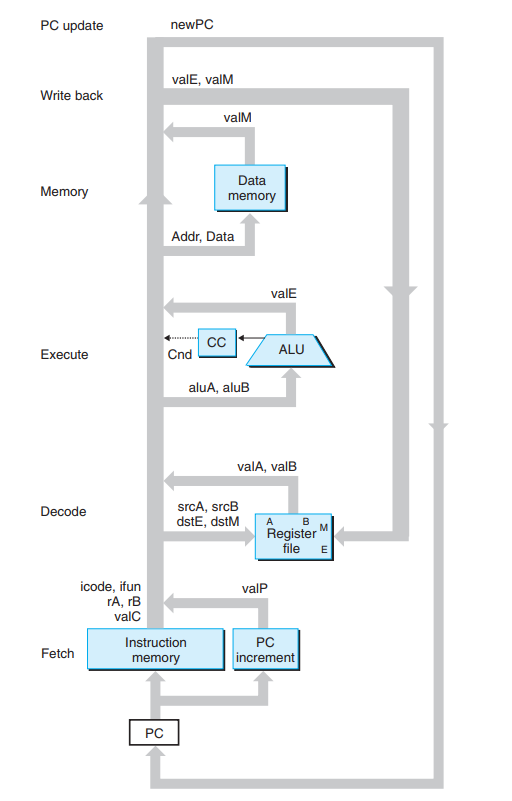 PC update
newPC
valE, valM
Write back
valM
Memory
Data
memory
Addr, Data
valE
CC
ALU
Execute
Cnd
aluA, aluB
valA, valB
Decode
srcA, srcB
dstE, dstM
A B M
Register
file E
icode, ifun
rA, rB
valC
valP
Fetch
Instruction
memory
PC
increment
PC